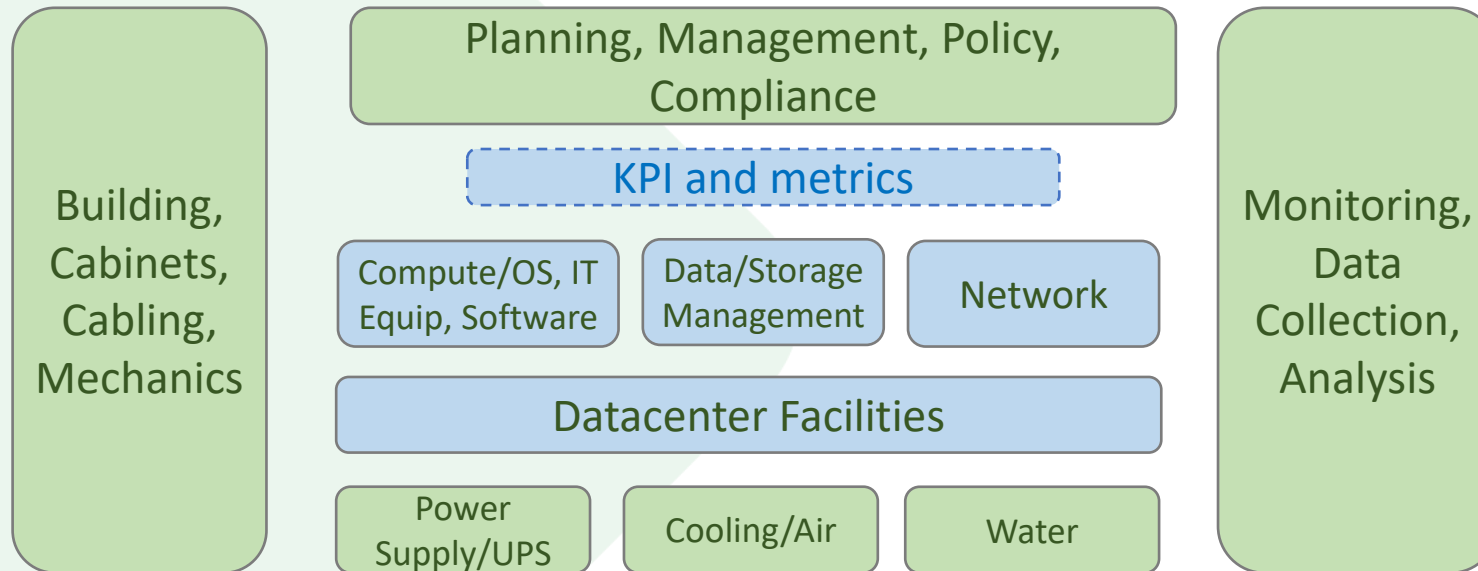 Building,
Cabinets,
Cabling,
Mechanics
Planning, Management, Policy,
Compliance
KPI and metrics
Compute/OS, IT
Equip, Software
Data/Storage
Management
Network
Datacenter Facilities
Power
Supply/UPS
Cooling/Air
Water
Monitoring,
Data
Collection,
Analysis